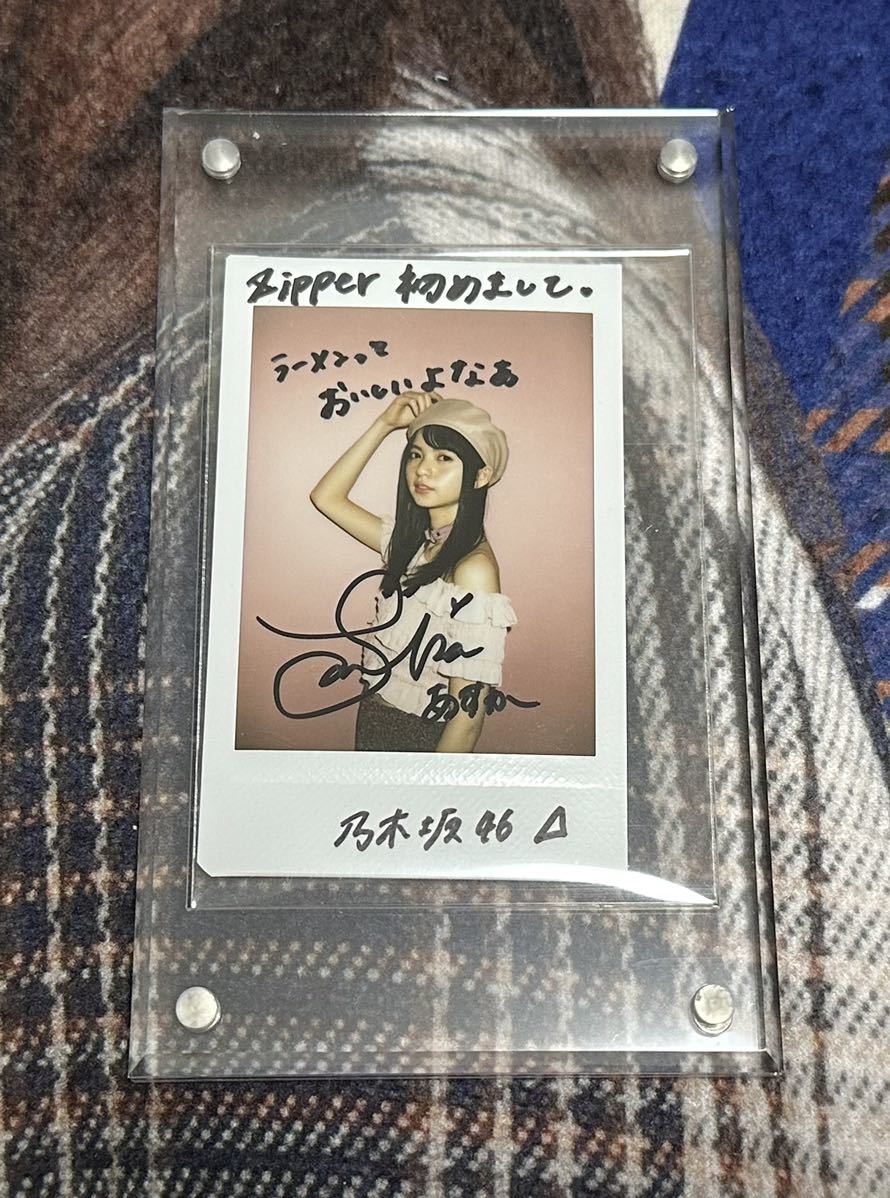 Zipper 初めまして。
ラーメンって
おいしいよなぁ
あすか
乃木坂46